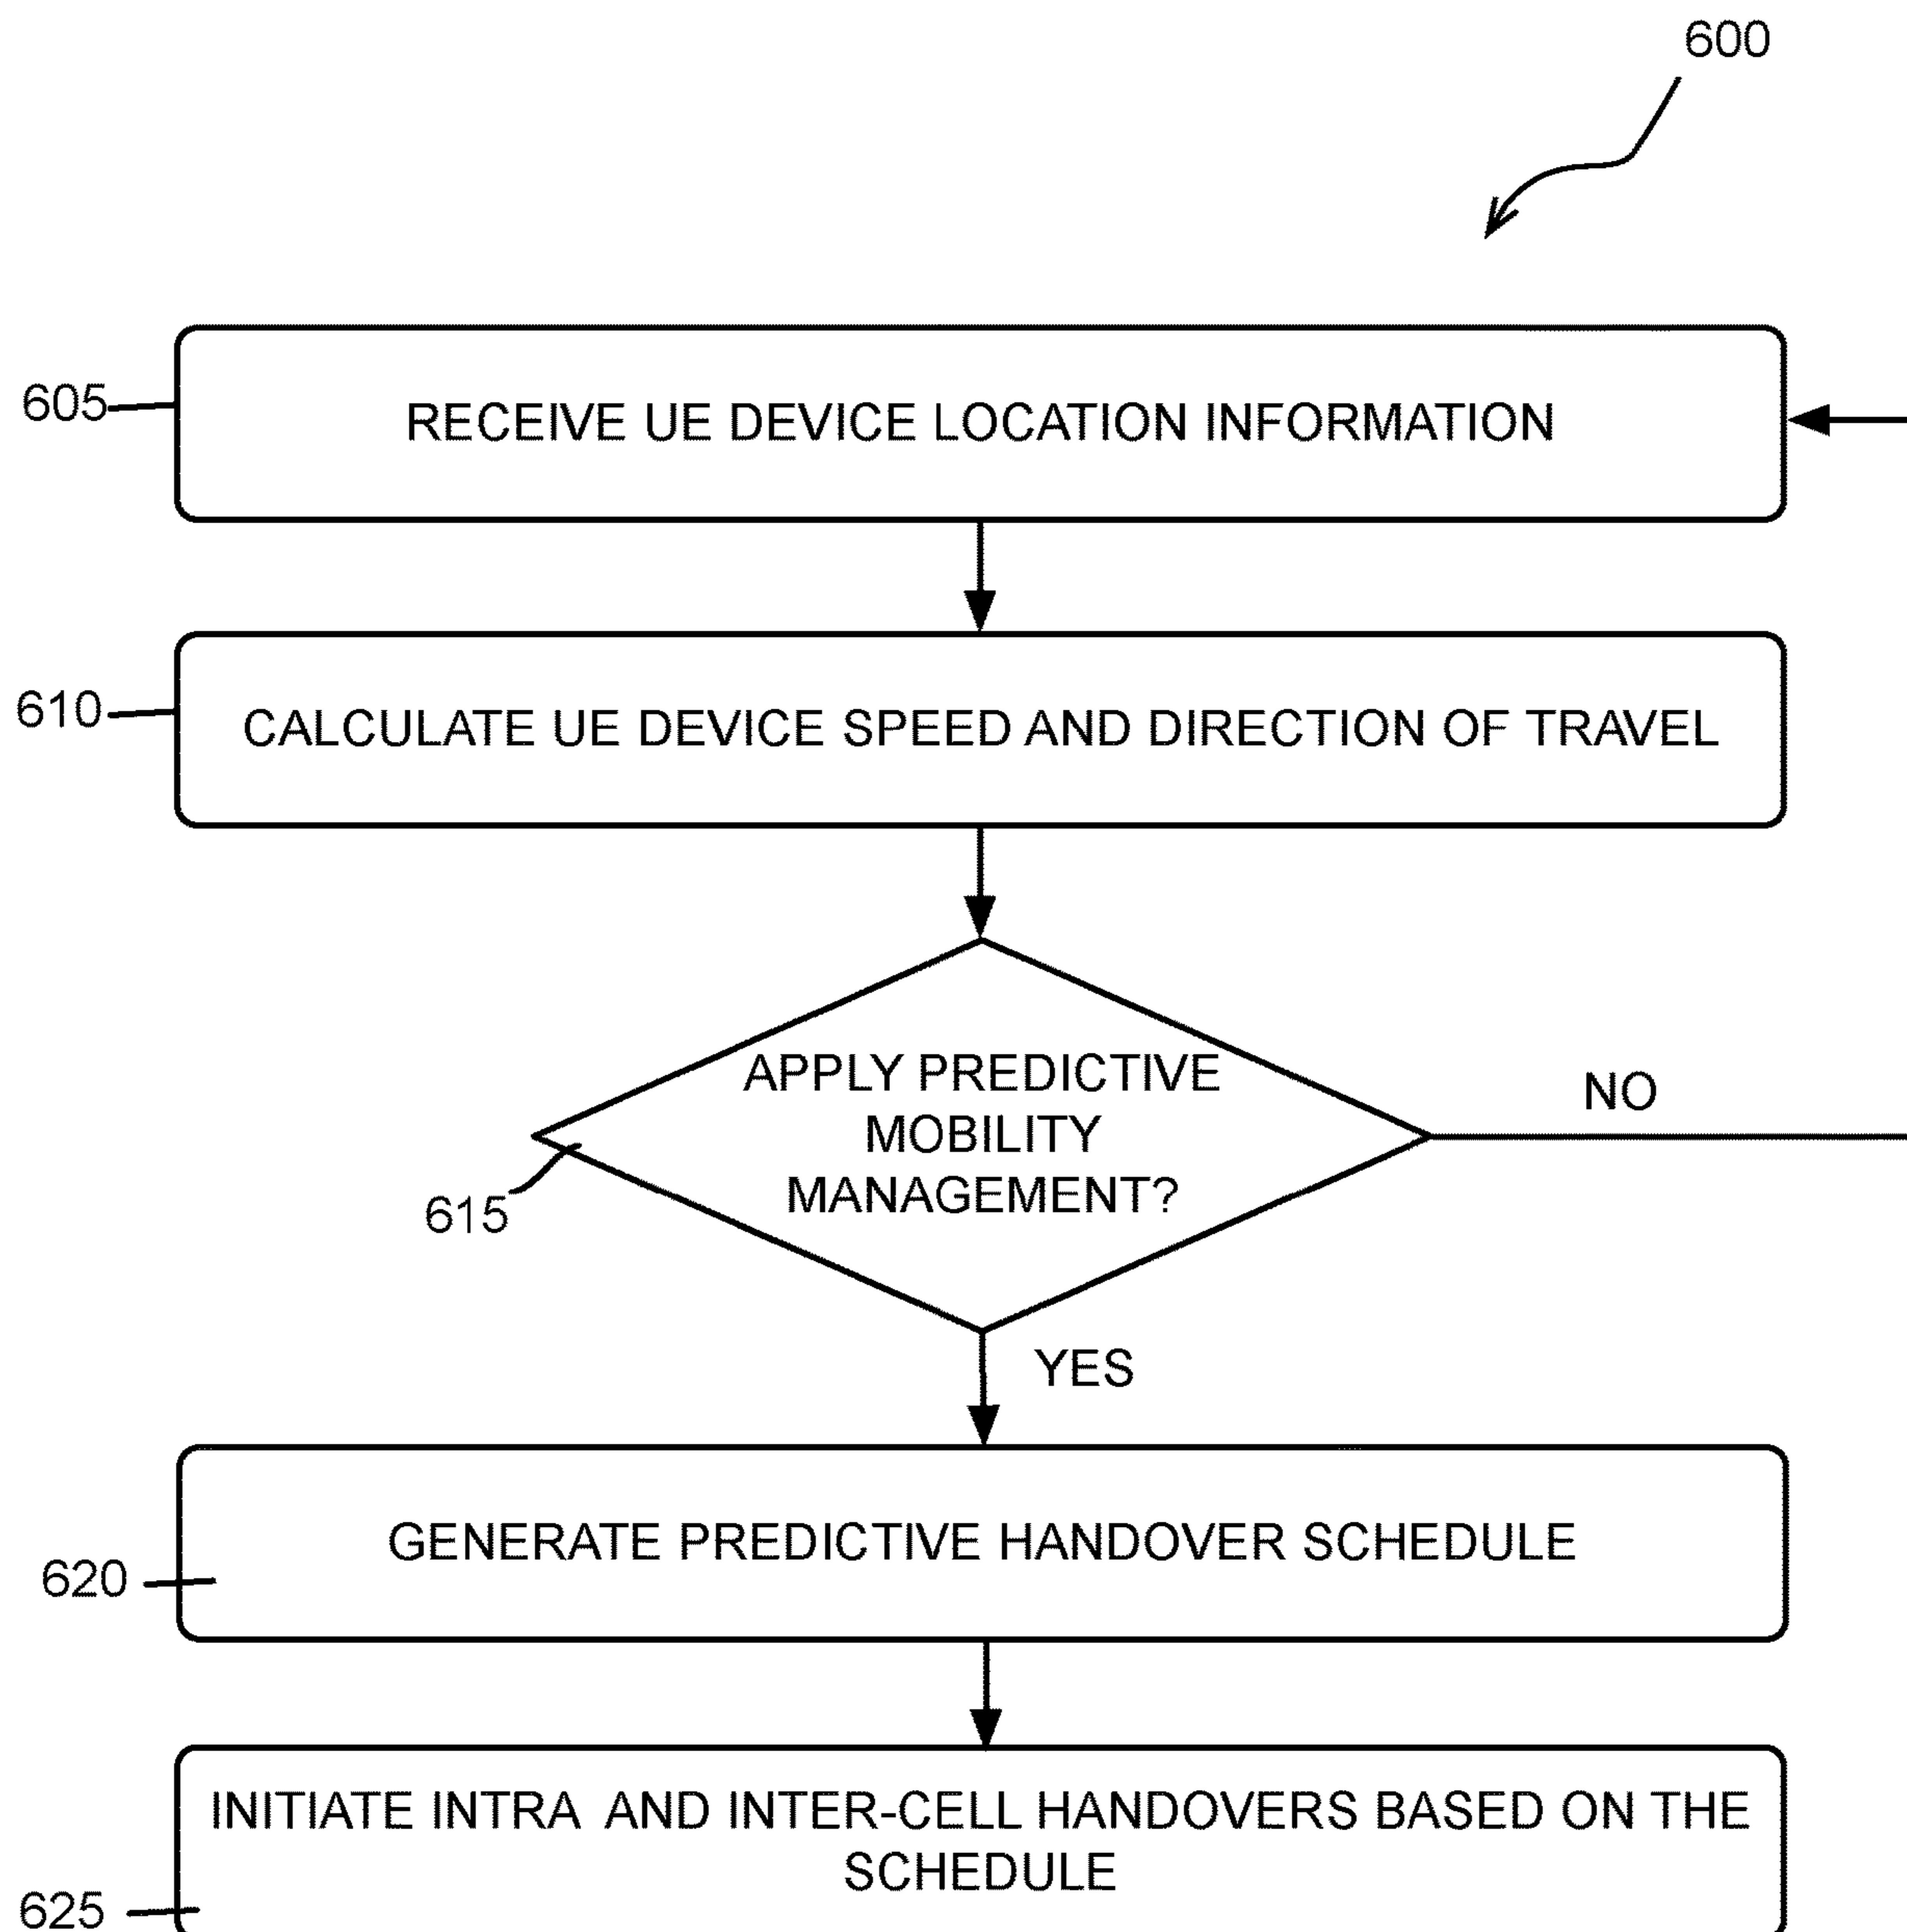 600
605
RECEIVE UE DEVICE LOCATION INFORMATION
610
CALCULATE UE DEVICE SPEED AND DIRECTION OF TRAVEL
APPLY PREDICTIVE
MOBILITY
MANAGEMENT?
NO
615
YES
GENERATE PREDICTIVE HANDOVER SCHEDULE
620
INITIATE INTRA AND INTER-CELL HANDOVERS BASED ON THE
SCHEDULE
625